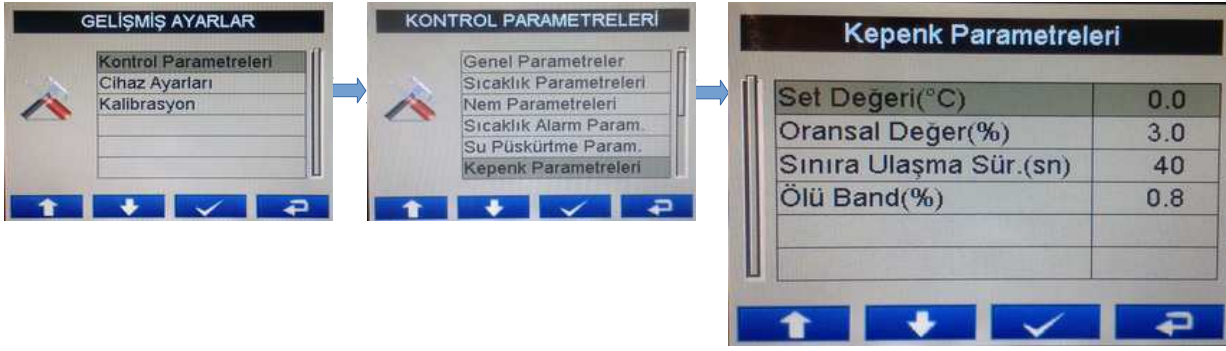 GELİŞMİŞ AYARLAR
Kontrol Parametreleri
Cihaz Ayarları
Kalibrasyon
KONTROL PARAMETRELERİ
Genel Parametreler
Sıcaklık Parametreleri
Nem Parametreleri
Sıcaklık Alarm Param.
Su Püskürtme Param.
Kepenk Parametreleri
Kepenk Parametreleri
Set Değeri(°C) 0.0
Oransal Değer(%) 3.0
Sınıra Ulaşma Sür.(sn) 40
Ölü Band(%) 0.8